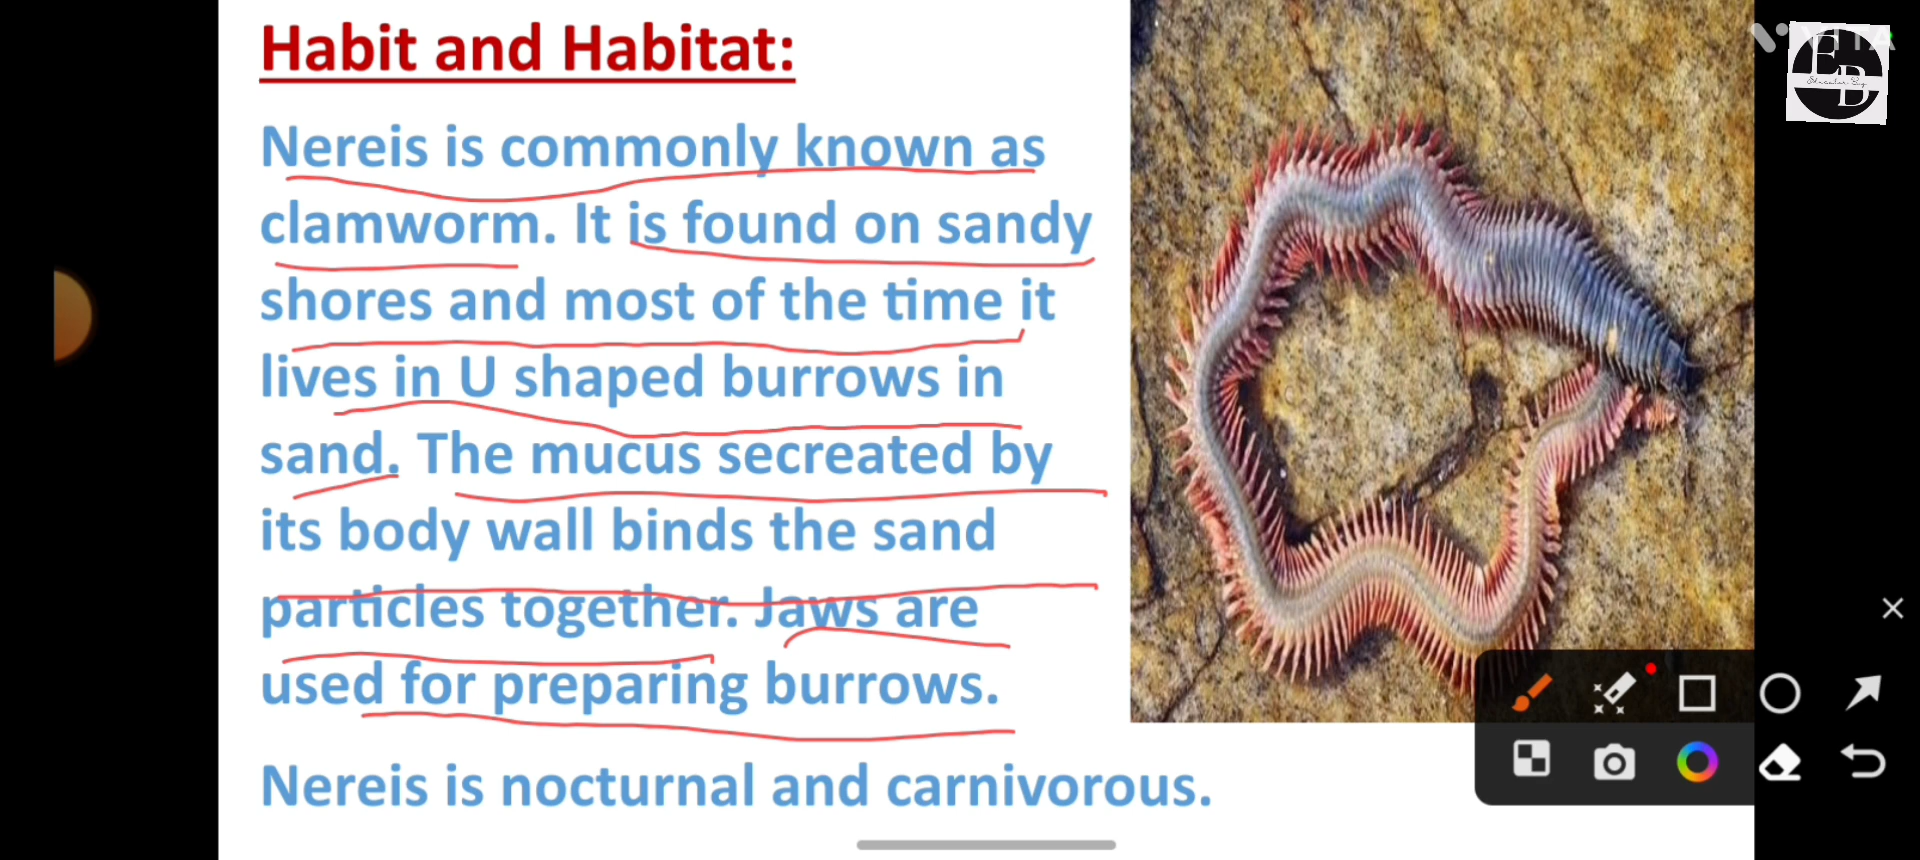 Habit and Habitat:
Nereis is commonly known as
clamworm. It is found on sandy
shores and most of the time it
lives in U shaped burrows in
sand. The mucus secreated by
its body wall binds the sand
particles together. Jaws are
used for preparing burrows.
Nereis is nocturnal and carnivorous.
VITA
E
D